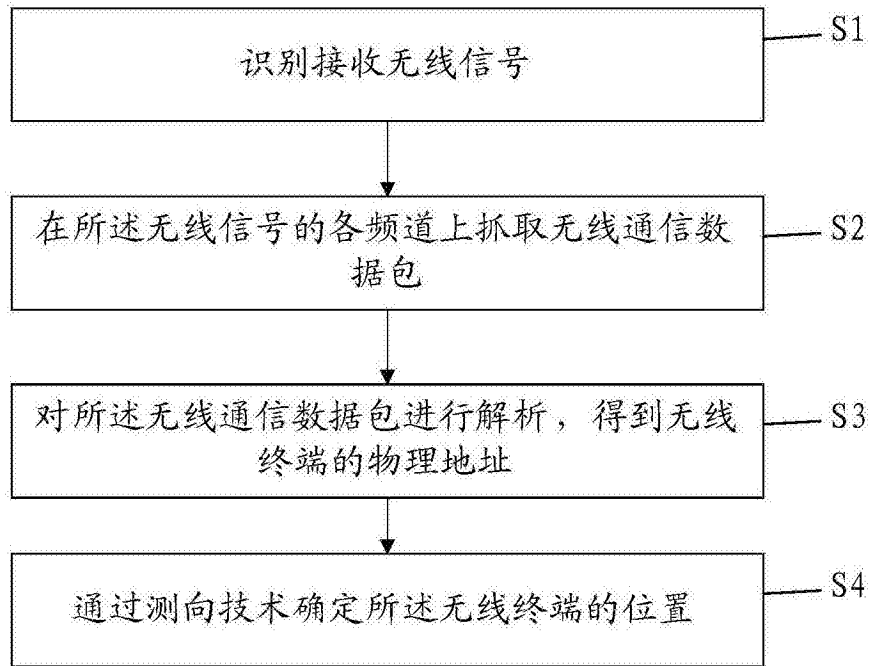 识别接收无线信号
S1
在所述无线信号的各频道上抓取无线通信数
据包
S2
对所述无线通信数据包进行解析，得到无线
终端的物理地址
S3
通过测向技术确定所述无线终端的位置
S4